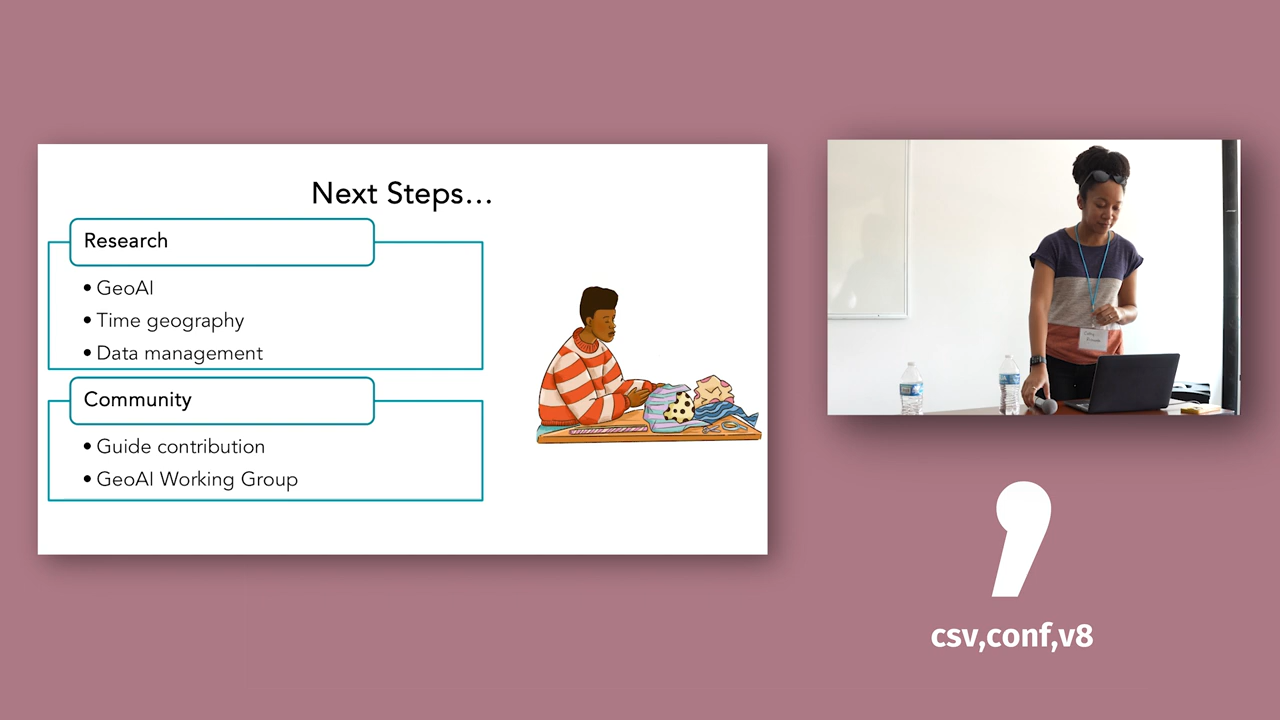 Next Steps...
Research
• GeoAI
• Time geography
• Data management
Community
• Guide contribution
• GeoAI Working Group
csv,conf,v8